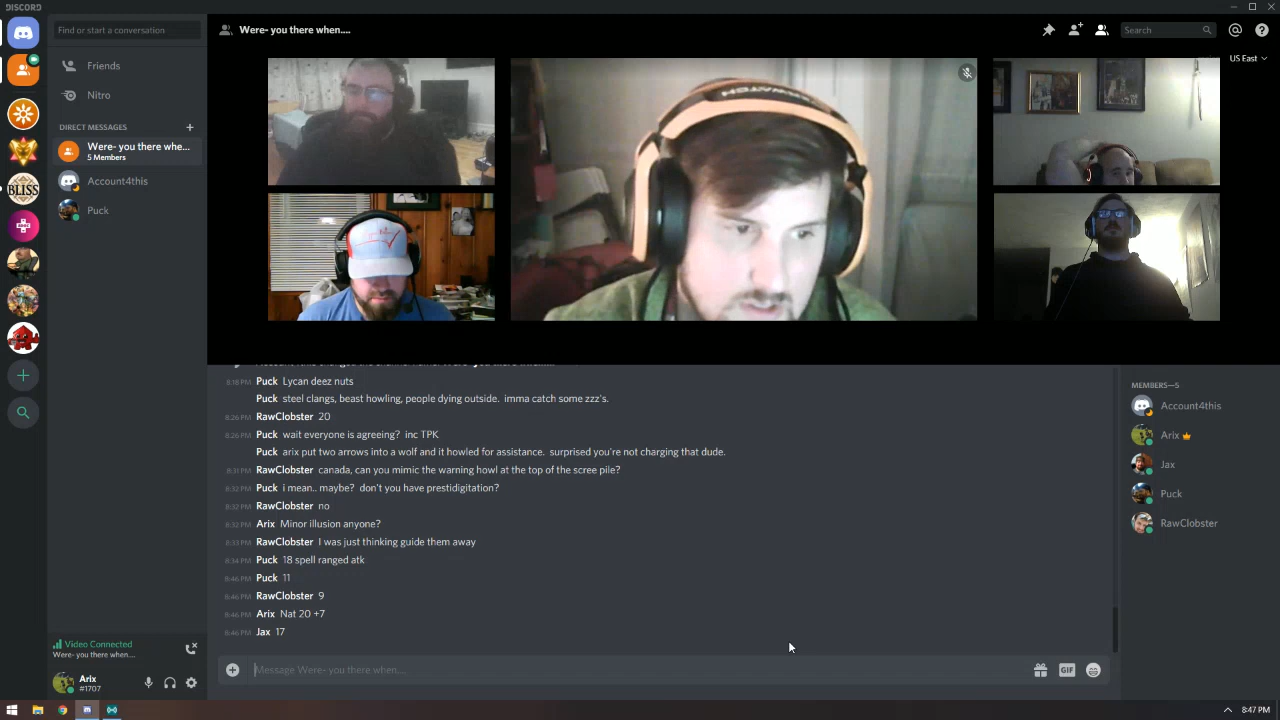 DISCORD
Find or start a conversation
Were- you there when....
Search
US East
Friends
Nitro
DIRECT MESSAGES
Were- you there whe...
5 Members
Account4this
Puck
BLISS
8:18 PM Puck Lycan deez nuts
Puck steel clangs, beast howling, people dying outside. imma catch some zzz's.
8:26 PM RawClobster 20
8:26 PM Puck wait everyone is agreeing? inc TPK
Puck arix put two arrows into a wolf and it howled for assistance. surprised you're not charging that dude.
8:31 PM RawClobster canada, can you mimic the warning howl at the top of the scree pile?
8:32 PM Puck i mean.. maybe? don't you have prestidigitation?
8:32 PM RawClobster no
8:32 PM Arix Minor illusion anyone?
8:33 PM RawClobster I was just thinking guide them away
8:34 PM Puck 18 spell ranged atk
8:46 PM Puck 11
8:46 PM RawClobster 9
8:46 PM Arix Nat 20 +7
8:46 PM Jax 17
Message Were- you there when....
GIF
MEMBERS—5
Account4this
Arix
Jax
Puck
RawClobster
Video Connected
Were- you there when....
Arix
#1707
8:47 PM